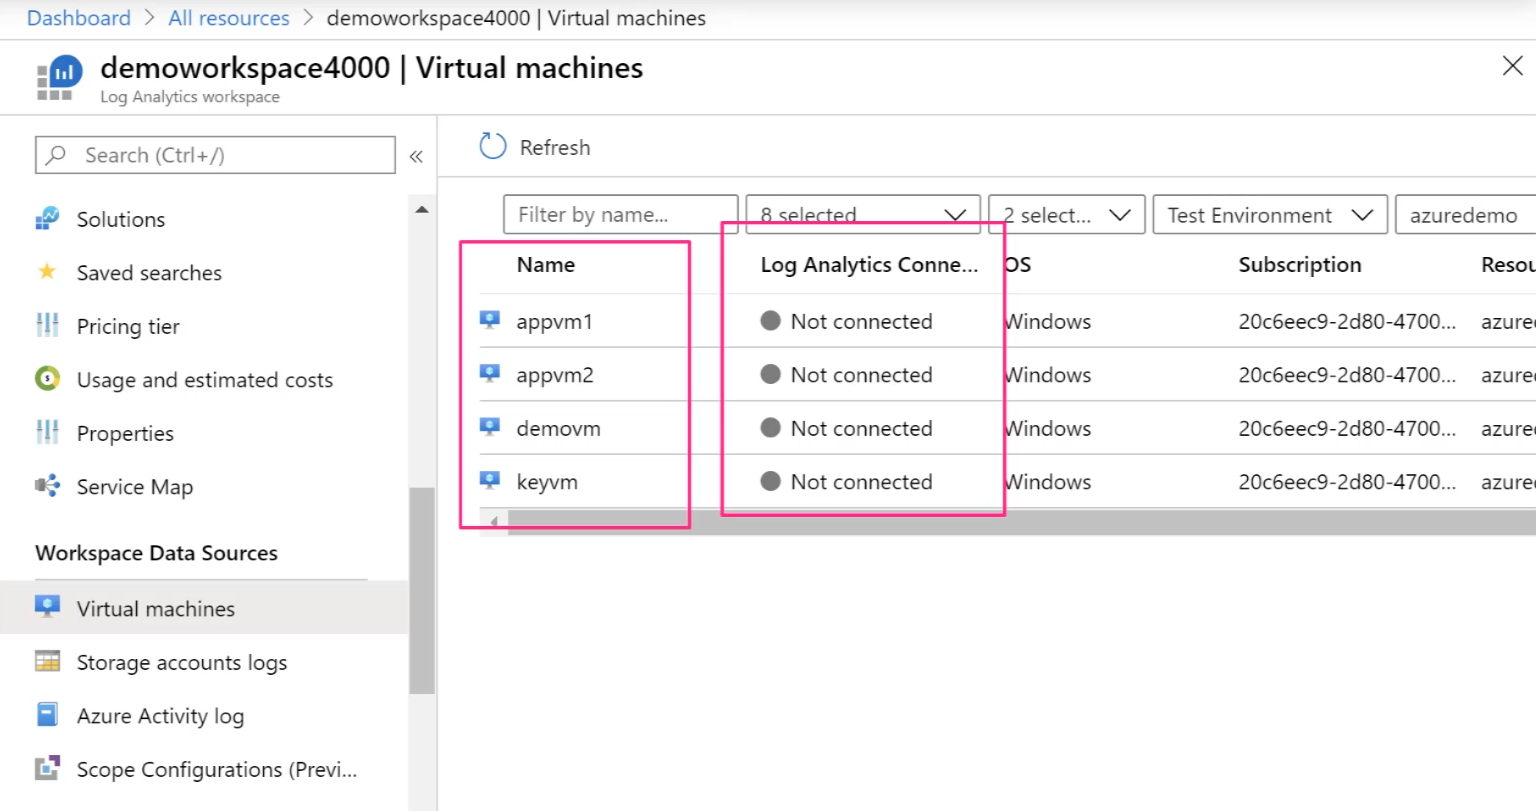 Dashboard > All resources > demoworkspace4000 | Virtual machines
demoworkspace4000 | Virtual machines
Log Analytics workspace
Search (Ctrl+/)
«
Solutions
Saved searches
Pricing tier
Usage and estimated costs
Properties
Service Map
Workspace Data Sources
Virtual machines
Storage accounts logs
Azure Activity log
Scope Configurations (Previ...
Refresh
Filter by name... 8 selected 2 select... Test Environment azuredemo
Name Log Analytics Conne... OS Subscription Resou
appvm1 Not connected Windows 20c6eec9-2d80-4700... azure
appvm2 Not connected Windows 20c6eec9-2d80-4700... azure
demovm Not connected Windows 20c6eec9-2d80-4700... azure
keyvm Not connected Windows 20c6eec9-2d80-4700... azure